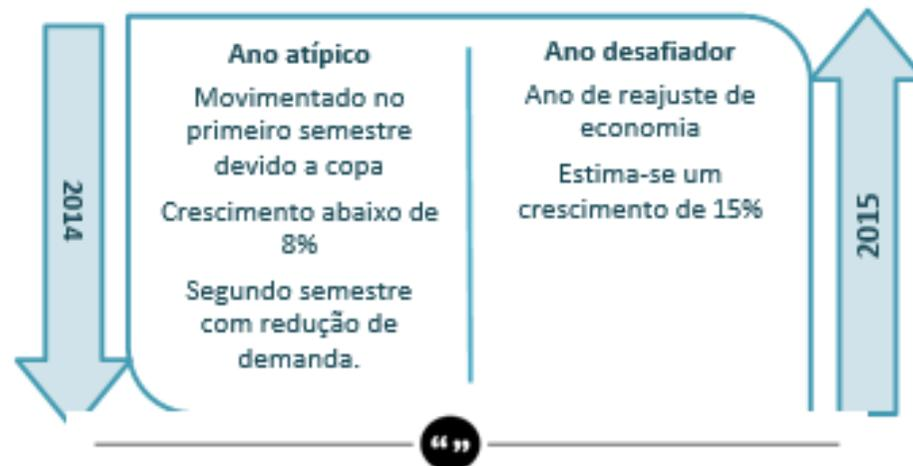 2014
Ano atípico
Movimentado no
primeiro semestre
devido a copa
Crescimento abaixo de
8%
Segundo semestre
com redução de
demanda.
Ano desafiador
Ano de reajuste de
economia
Estima-se um
crescimento de 15%
2015
“ ”